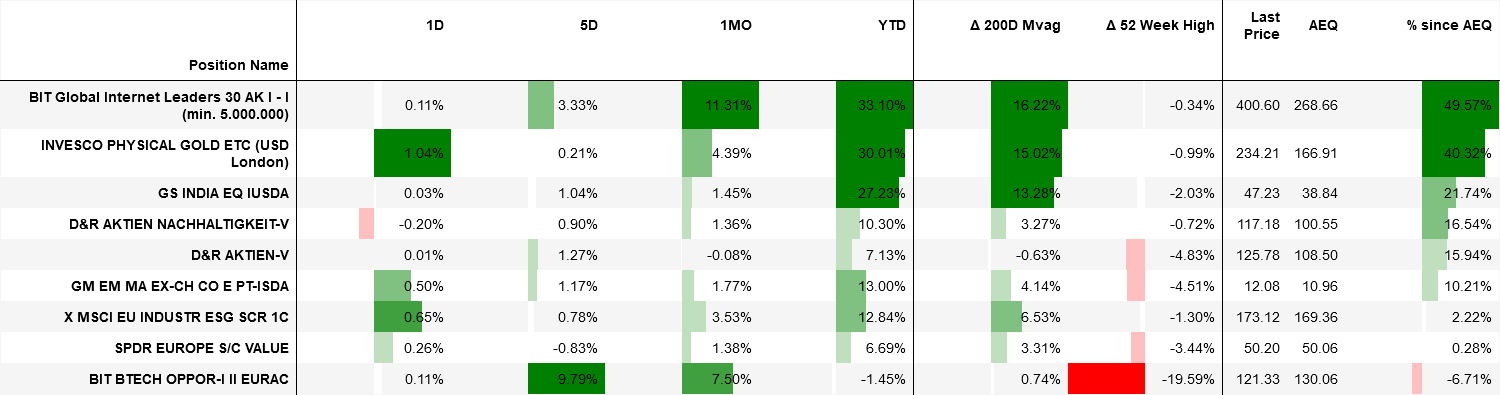 Position Name 1D 5D 1MO YTD Δ 200D Mvag Δ 52 Week High Last Price AEQ % since AEQ
BIT Global Internet Leaders 30 AK I - I (min. 5.000.000) 0.11% 3.33% 11.31% 33.10% 16.22% -0.34% 400.60 268.66 49.57%
INVESCO PHYSICAL GOLD ETC (USD London) 1.04% 0.21% 4.39% 30.01% 15.02% -0.99% 234.21 166.91 40.32%
GS INDIA EQ IUSDA 0.03% 1.04% 1.45% 27.23% 13.28% -2.03% 47.23 38.84 21.74%
D&R AKTIEN NACHHALTIGKEIT-V -0.20% 0.90% 1.36% 10.30% 3.27% -0.72% 117.18 100.55 16.54%
D&R AKTIEN-V 0.01% 1.27% -0.08% 7.13% -0.63% -4.83% 125.78 108.50 15.94%
GM EM MA EX-CH CO E PT-ISDA 0.50% 1.17% 1.77% 13.00% 4.14% -4.51% 12.08 10.96 10.21%
X MSCI EU INDUSTR ESG SCR 1C 0.65% 0.78% 3.53% 12.84% 6.53% -1.30% 173.12 169.36 2.22%
SPDR EUROPE S/C VALUE 0.26% -0.83% 1.38% 6.69% 3.31% -3.44% 50.20 50.06 0.28%
BIT BTECH OPPOR-I II EURAC 0.11% 9.79% 7.50% -1.45% 0.74% -19.59% 121.33 130.06 -6.71%